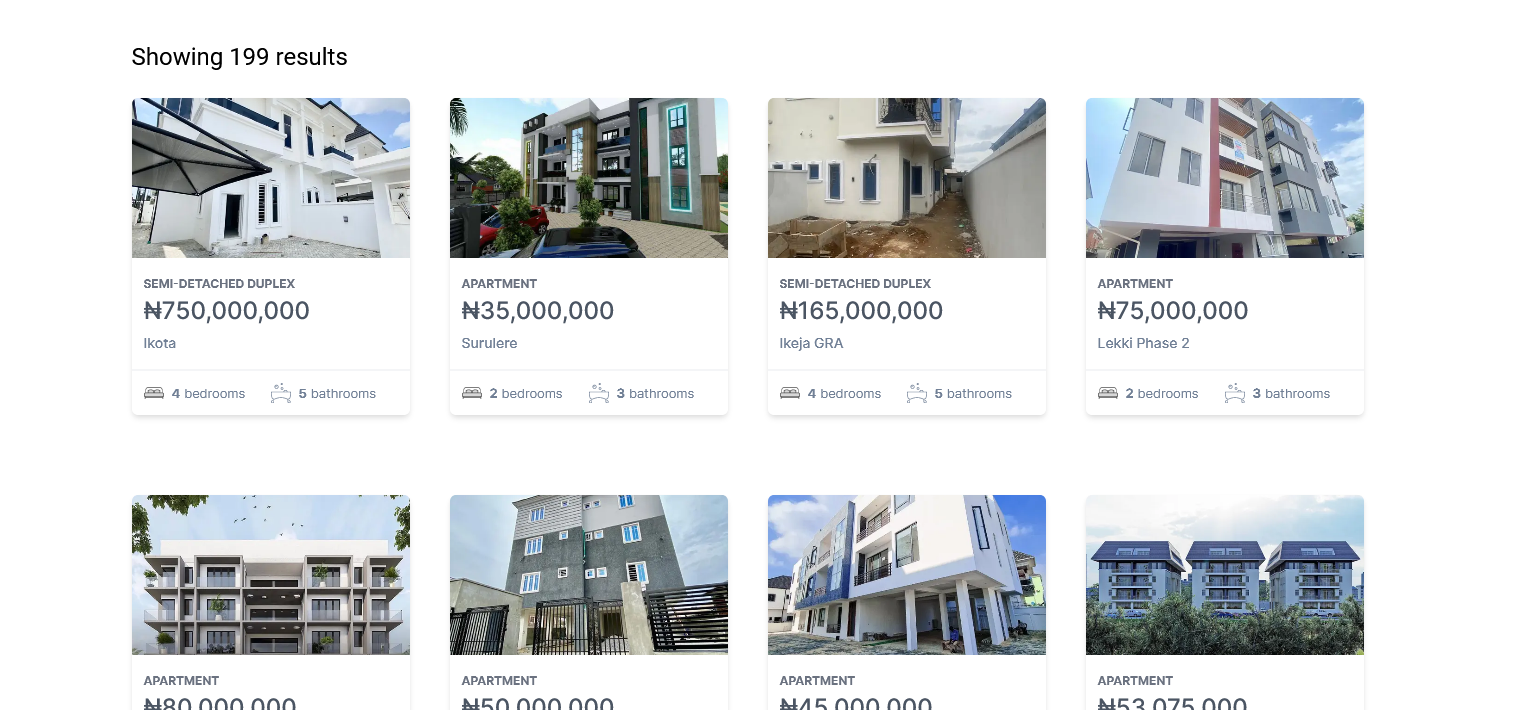 Showing 199 results
SEMI-DETACHED DUPLEX
₦750,000,000
Ikota
4 bedrooms 5 bathrooms
APARTMENT
₦35,000,000
Surulere
2 bedrooms 3 bathrooms
SEMI-DETACHED DUPLEX
₦165,000,000
Ikeja GRA
4 bedrooms 5 bathrooms
APARTMENT
₦75,000,000
Lekki Phase 2
2 bedrooms 3 bathrooms
APARTMENT
₦80,000,000
APARTMENT
₦50,000,000
APARTMENT
₦45,000,000
APARTMENT
₦53,075,000